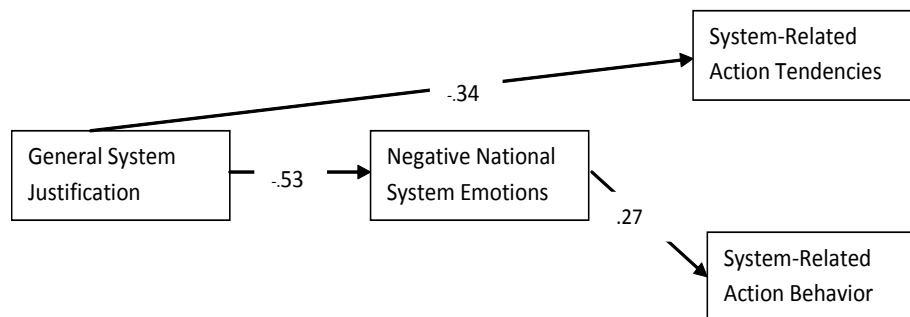 System-Related
Action Tendencies
-.34
General System
Justification
-.53
Negative National
System Emotions
.27
System-Related
Action Behavior